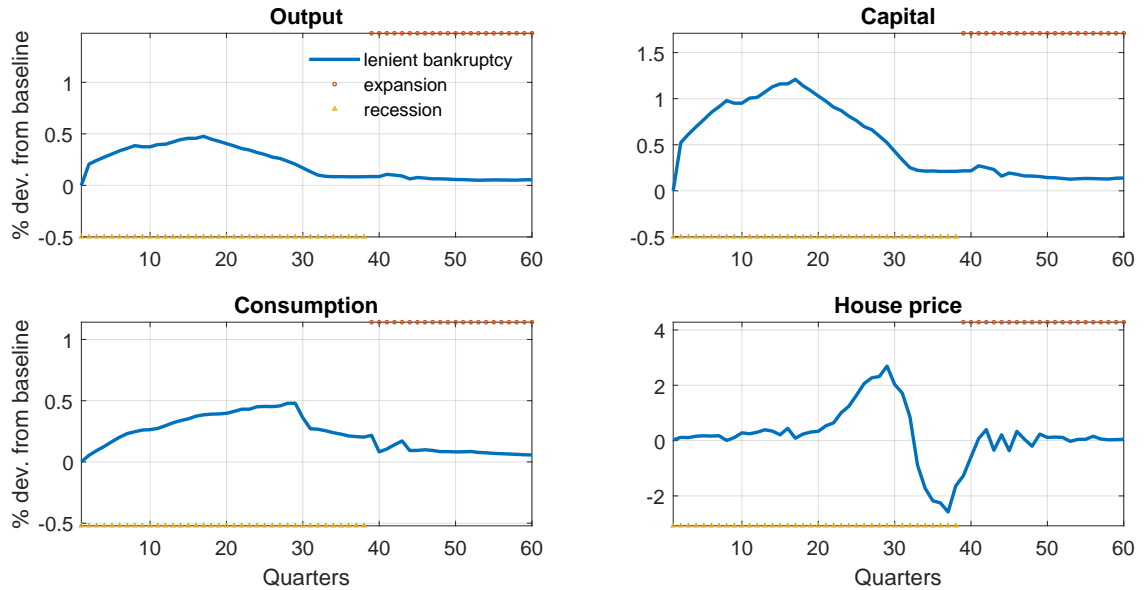 Output
% dev. from baseline
1
0.5
0
-0.5
10 20 30 40 50 60
lenient bankruptcy
expansion
recession
Capital
1.5
1
0.5
0
-0.5
10 20 30 40 50 60
Consumption
% dev. from baseline
1
0.5
0
-0.5
10 20 30 40 50 60
Quarters
House price
4
2
0
-2
10 20 30 40 50 60
Quarters